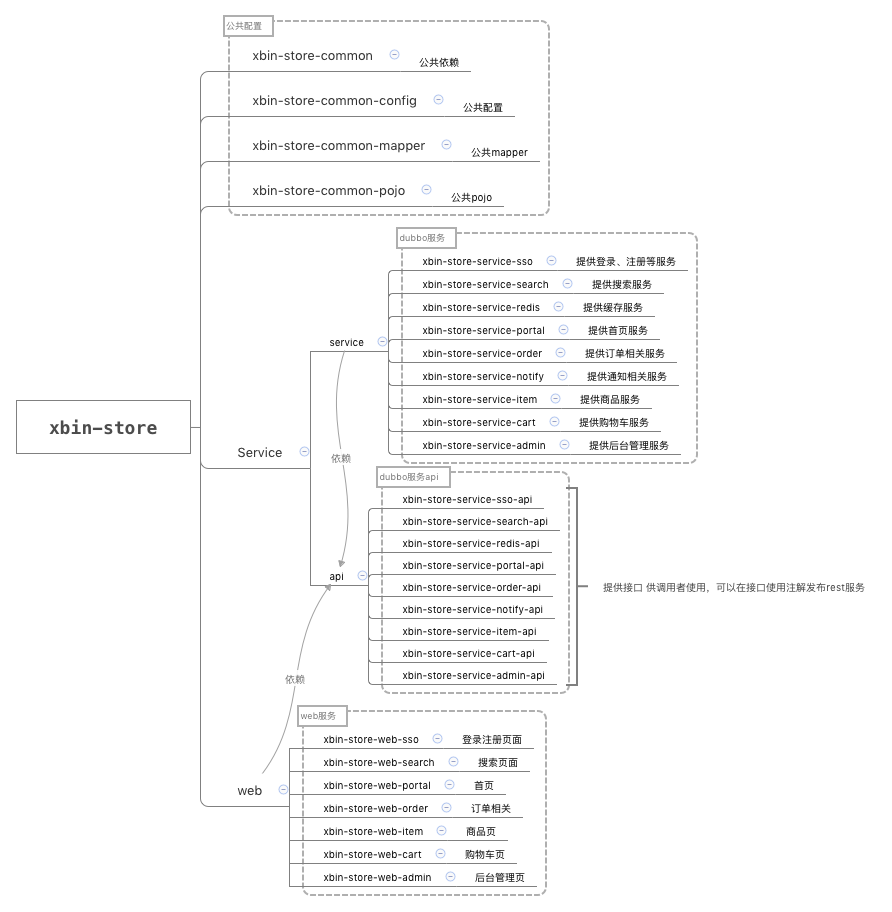 公共配置
xbin-store-common 公共依赖
xbin-store-common-config 公共配置
xbin-store-common-mapper 公共mapper
xbin-store-common-pojo 公共pojo
dubbo服务
xbin-store-service-sso 提供登录、注册等服务
xbin-store-service-search 提供搜索服务
xbin-store-service-redis 提供缓存服务
xbin-store-service-portal 提供首页服务
service
xbin-store-service-order 提供订单相关服务
xbin-store-service-notify 提供通知相关服务
xbin-store-service-item 提供商品服务
xbin-store-service-cart 提供购物车服务
xbin-store-service-admin 提供后台管理服务
xbin-store
Service
依赖
dubbo服务api
xbin-store-service-sso-api
xbin-store-service-search-api
xbin-store-service-redis-api
xbin-store-service-portal-api
api
xbin-store-service-order-api
提供接口 供调用者使用，可以在接口使用注解发布rest服务
xbin-store-service-notify-api
xbin-store-service-item-api
xbin-store-service-cart-api
xbin-store-service-admin-api
依赖
web服务
xbin-store-web-sso 登录注册页面
xbin-store-web-search 搜索页面
xbin-store-web-portal 首页
web
xbin-store-web-order 订单相关
xbin-store-web-item 商品页
xbin-store-web-cart 购物车页
xbin-store-web-admin 后台管理页